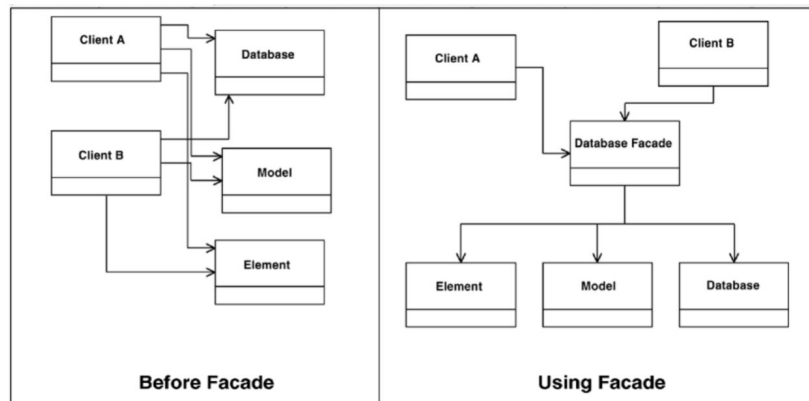 Client A
Database
Client B
Model
Element
Before Facade
Client A
Client B
Database Facade
Element
Model
Database
Using Facade